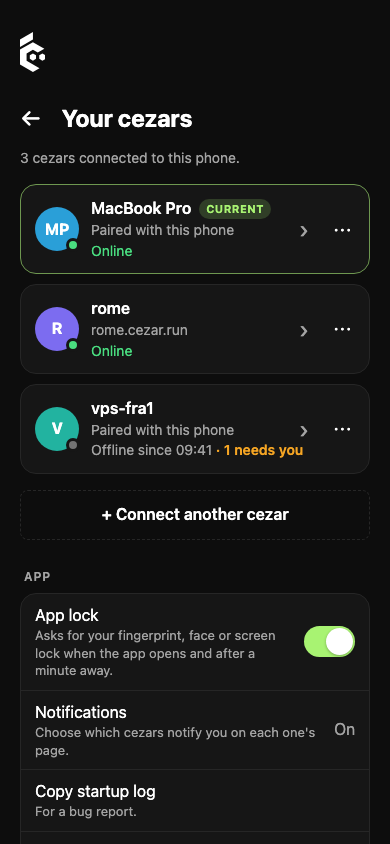 Your cezars
3 cezars connected to this phone.
MP
MacBook Pro CURRENT
Paired with this phone
Online
R
rome
rome.cezar.run
Online
V
vps-fra1
Paired with this phone
Offline since 09:41 · 1 needs you
+ Connect another cezar
APP
App lock
Asks for your fingerprint, face or screen
lock when the app opens and after a
minute away.
Notifications
Choose which cezars notify you on each one's
page.
On
Copy startup log
For a bug report.